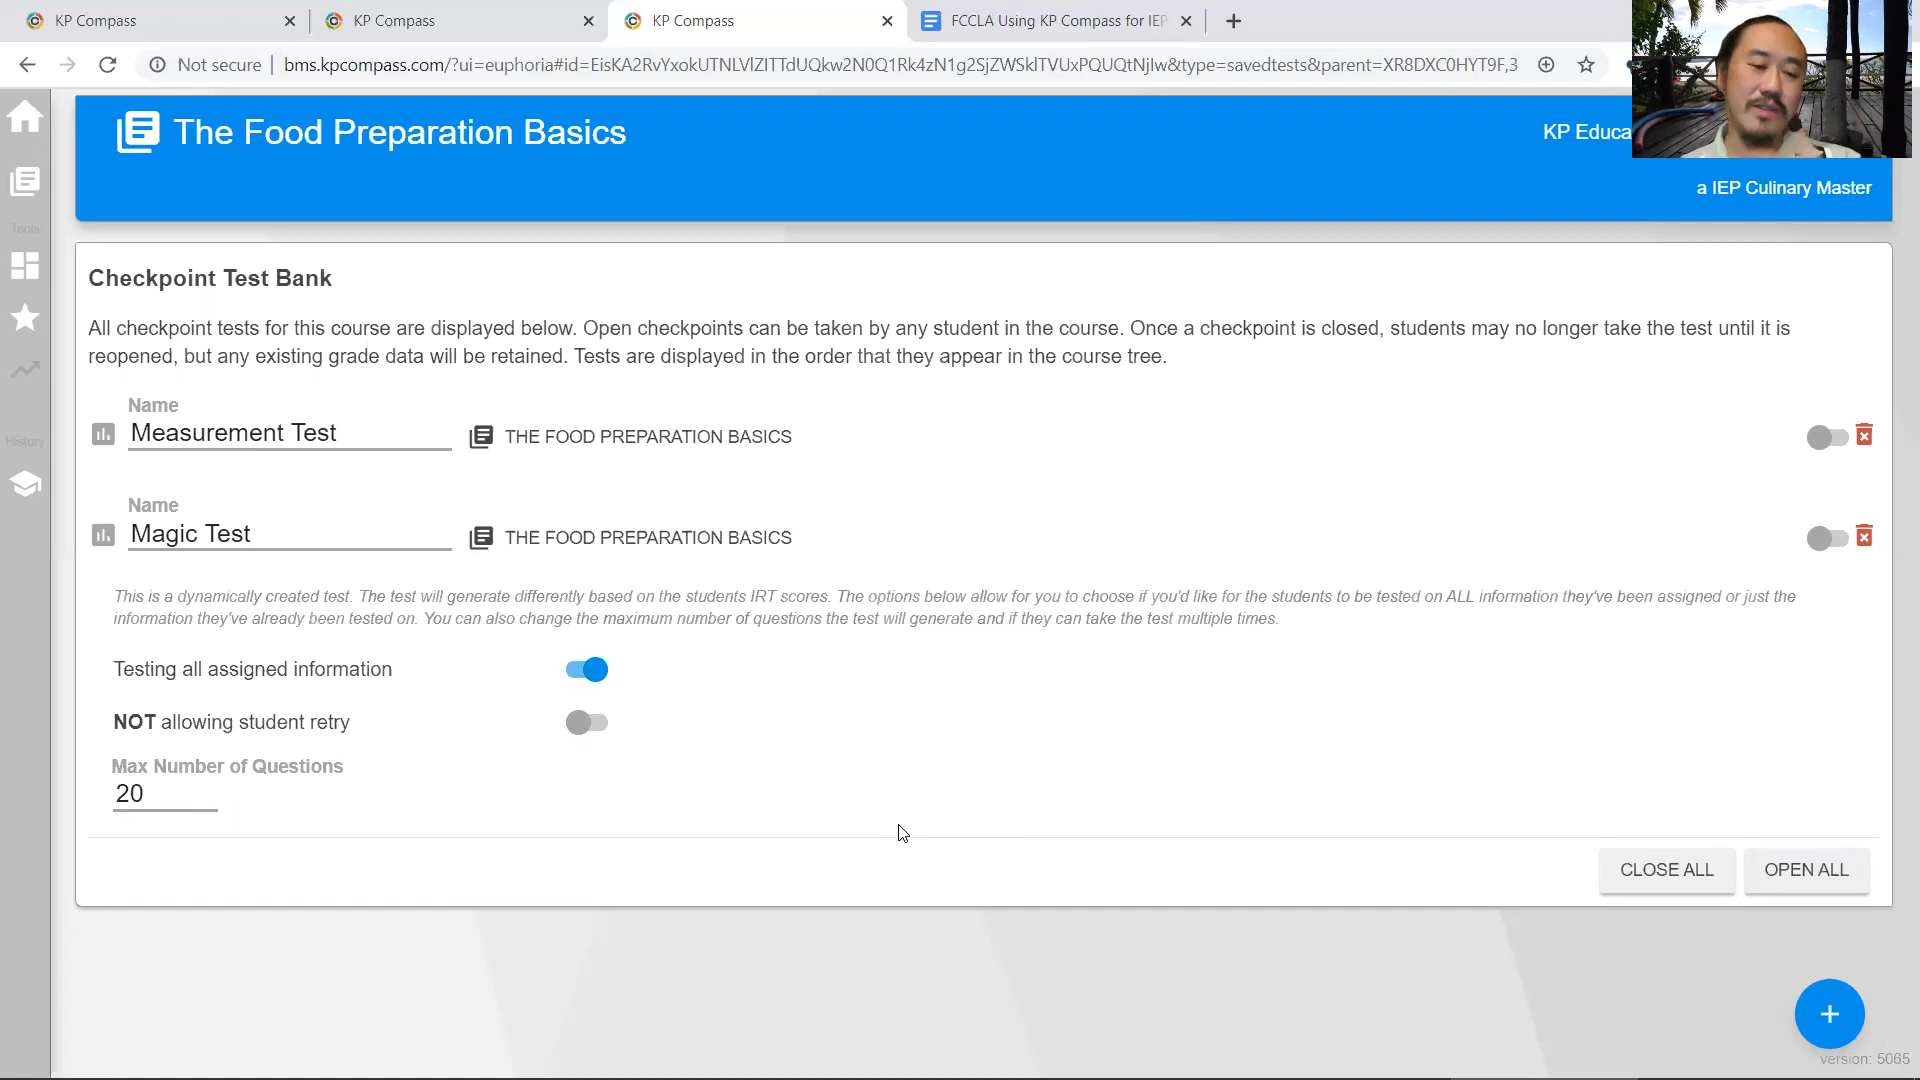 KP Compass
KP Compass
KP Compass
FCCLA Using KP Compass for IEP
Not secure
bms.kpcompass.com/?ui=euphoria#id=EisKA2RvYxokUTNLVlZITTdUQkw2N0Q1Rk4zN1g2SjZWSklTVUxPQUQtNjIw&type=savedtests&parent=XR8DXC0HYT9F,3
The Food Preparation Basics
KP Educa
a IEP Culinary Master
Tools
History
Checkpoint Test Bank
All checkpoint tests for this course are displayed below. Open checkpoints can be taken by any student in the course. Once a checkpoint is closed, students may no longer take the test until it is
reopened, but any existing grade data will be retained. Tests are displayed in the order that they appear in the course tree.
Name
Measurement Test
THE FOOD PREPARATION BASICS
Name
Magic Test
THE FOOD PREPARATION BASICS
This is a dynamically created test. The test will generate differently based on the students IRT scores. The options below allow for you to choose if you'd like for the students to be tested on ALL information they've been assigned or just the
information they've already been tested on. You can also change the maximum number of questions the test will generate and if they can take the test multiple times.
Testing all assigned information
NOT allowing student retry
Max Number of Questions
20
CLOSE ALL
OPEN ALL
version: 5065